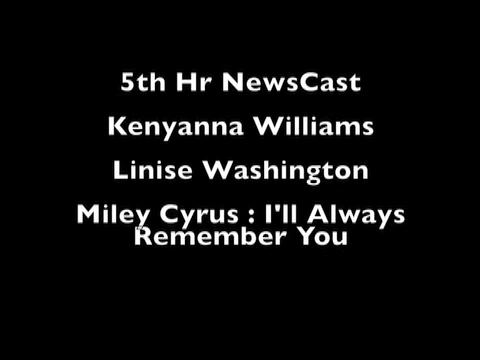 5th Hr NewsCast
Kenyanna Williams
Linise Washington
Miley Cyrus : I'll Always
Remember You